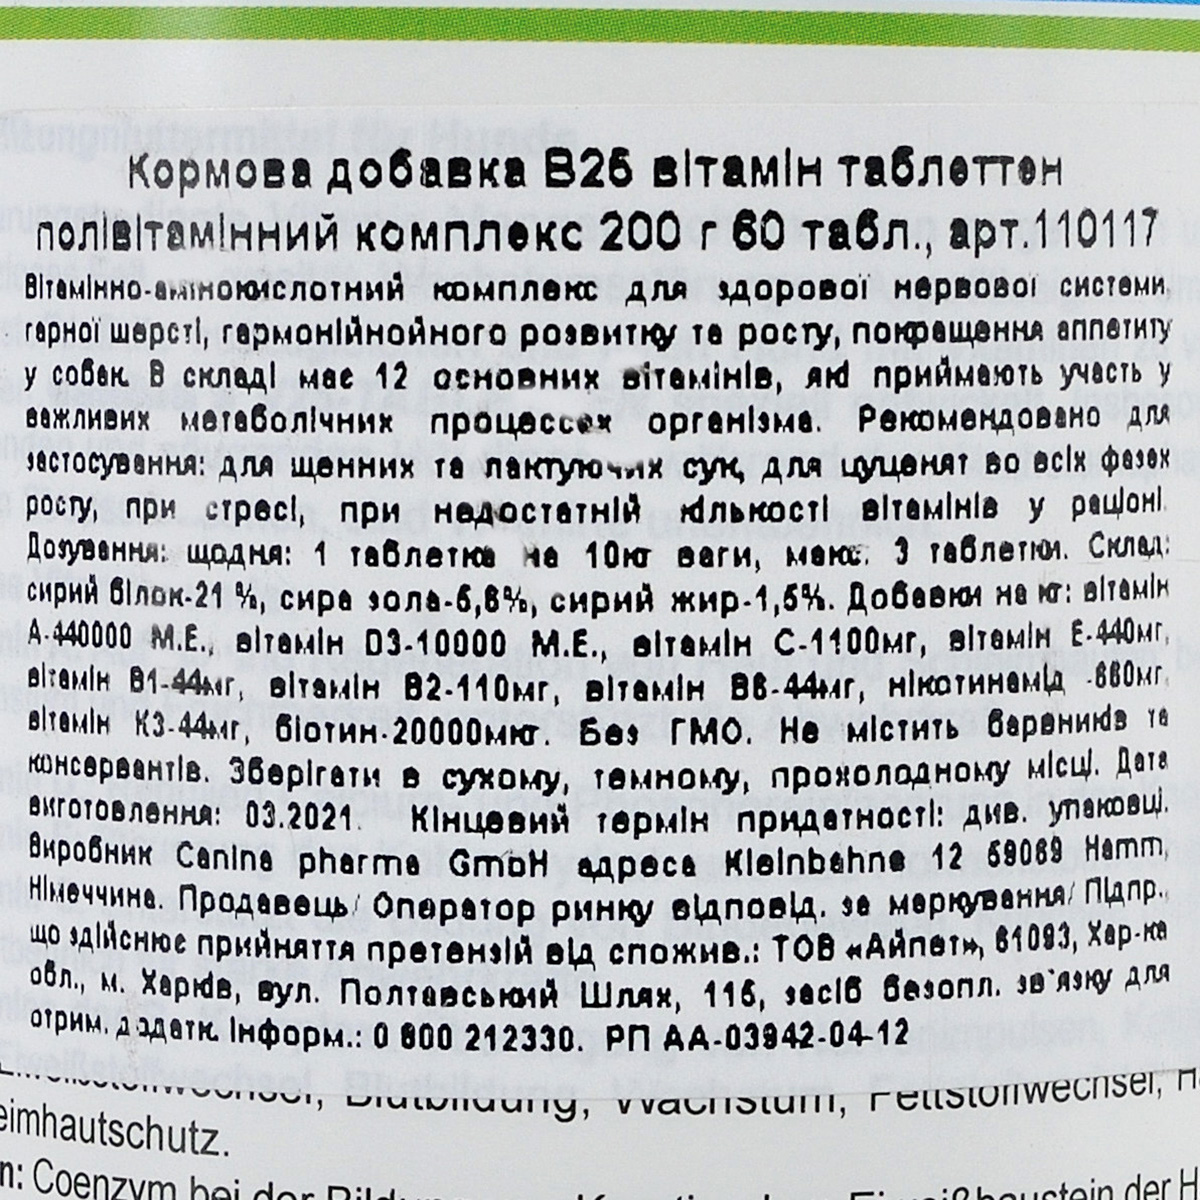 Кормова добавка В25 вітамін таблеттен
полівітамінний комплекс 200 г 60 табл., арт.110117
Вітамінно-амінокислотний комплекс для здорової нервової системи,
гарної шерсті, гармонійнойного розвитку та росту, покращення аппетиту
у собак. В складі має 12 основних вітамінів, які приймають участь у
важливих метаболічних процессех організма. Рекомендовано для
застосування: для щенних та лактуючих сук, для цуценят во всіх фазах
росту, при стресі, при недостатній кількості вітамінів у раціоні.
Дозування: щодня: 1 таблетка на 10кг ваги, макс. 3 таблетки. Склад:
сирий білок-21 %, сира зола-5,8%, сирий жир-1,5%. Добавки на кг: вітамін
А-440000 М.Е., вітамін D3-10000 М.Е., вітамін С-1100мг, вітамін Е-440мг,
вітамін В1-44мг, вітамін В2-110мг, вітамін В6-44мг, нікотинамід -660мг,
вітамін К3-44мг, біотин-20000мкг. Без ГМО. Не містить барвників та
консервантів. Зберігати в сухому, темному, прохолодному місці. Дата
виготовлення: 03.2021. Кінцевий термін придатності: див. упаковці.
Виробник Canina pharma GmbH адреса Kleinbahne 12 59069 Hamm,
Німеччина. Продавець/ Оператор ринку відповід. за маркування/ Підпр.,
що здійснює прийняття претензій від спожив.: ТОВ «Айпет», 61093, Хар-ка
обл., м. Харків, вул. Полтавський Шлях, 115, засіб безопл. зв'язку для
отрим. додатк. інформ.: 0 800 212330. РП АА-03942-04-12
Blutbildung, Wachstum, Fettstoffwechsel,
eimhautschutz.
n: Coenzym bei der